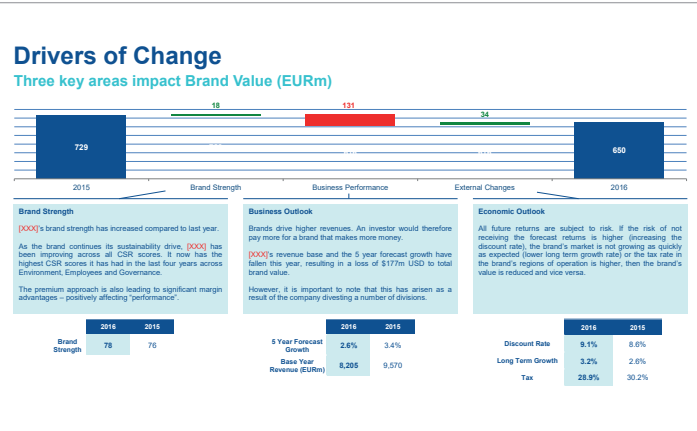 Drivers of Change
Three key areas impact Brand Value (EURm)
18
131
34
729
650
2015
Brand Strength
Business Performance
External Changes
2016
Brand Strength
[XXX]'s brand strength has increased compared to last year.
As the brand continues its sustainability drive, [XXX] has
been improving across all CSR scores. It now has the
highest CSR scores it has had in the last four years across
Environment, Employees and Governance.
The premium approach is also leading to significant margin
advantages – positively affecting "performance".
2016 2015
Brand
Strength
78 76
Business Outlook
Brands drive higher revenues. An investor would therefore
pay more for a brand that makes more money.
[XXX]'s revenue base and the 5 year forecast growth have
fallen this year, resulting in a loss of $177m USD to total
brand value.
However, it is important to note that this has arisen as a
result of the company divesting a number of divisions.
2016 2015
5 Year Forecast
Growth
2.6% 3.4%
Base Year
Revenue (EURm)
8,205 9,570
Economic Outlook
All future returns are subject to risk. If the risk of not
receiving the forecast returns is higher (increasing the
discount rate), the brand's market is not growing as quickly
as expected (lower long term growth rate) or the tax rate in
the brand's regions of operation is higher, then the brand's
value is reduced and vice versa.
2016 2015
Discount Rate 9.1% 8.6%
Long Term Growth 3.2% 2.6%
Tax 28.9% 30.2%